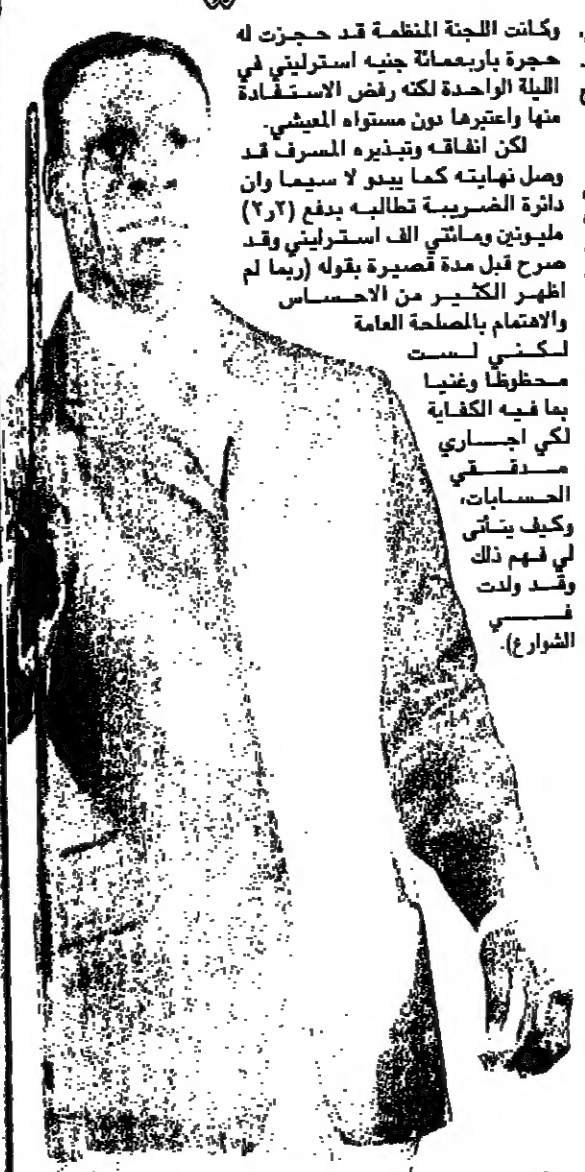 وكانت اللجنة المنظمة قد حجزت له
حجرة باربعمائة جنيه استرليني في
الليلة الواحدة لكنه رفض الاستفادة
منها واعتبرها دون مستواه المعيشي.
لكن انفاقه وتبذيره المسرف قد
وصل نهايته كما يبدو لا سيما وان
دائرة الضريبة تطالبه بدفع (٢ر٢)
مليونين ومائتي الف استرليني وقد
صرح قبل مدة قصيرة بقوله (ربما لم
اظهر الكثير من الاحساس
والاهتمام بالمصلحة العامة
لكني لست
محظوظا وغنيا
بما فيه الكفاية
لكي اجاري
مدققي
الحسابات،
وكيف يتأتى
لي فهم ذلك
وقد ولدت
في
الشوارع).